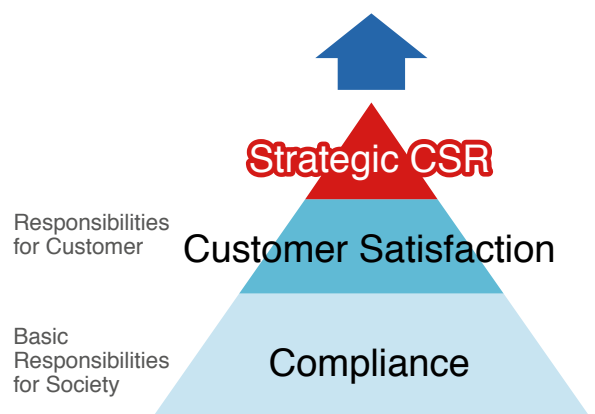 Strategic CSR
Responsibilities
for Customer
Customer Satisfaction
Basic
Responsibilities
for Society
Compliance